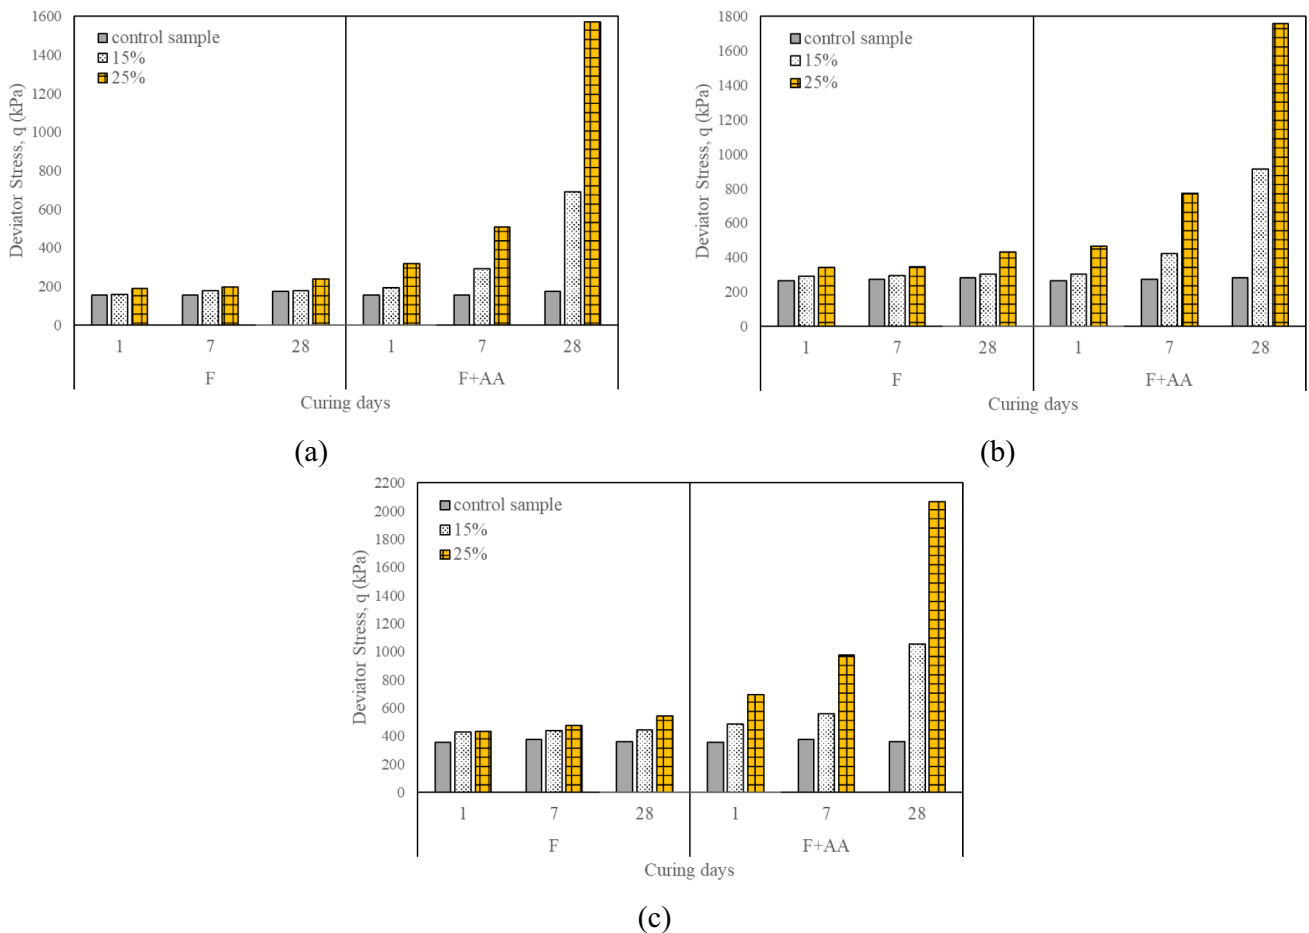 1600
1400
1200
1000
800
600
400
200
0
Deviator Stress, q (kPa)
control sample
15%
25%
1 7 28 1 7 28
F F+AA
Curing days
(a)
1800
1600
1400
1200
1000
800
600
400
200
0
Deviator Stress, q (kPa)
control sample
15%
25%
1 7 28 1 7 28
F F+AA
Curing days
(b)
2200
2000
1800
1600
1400
1200
1000
800
600
400
200
0
Deviator Stress, q (kPa)
control sample
15%
25%
1 7 28 1 7 28
F F+AA
Curing days
(c)